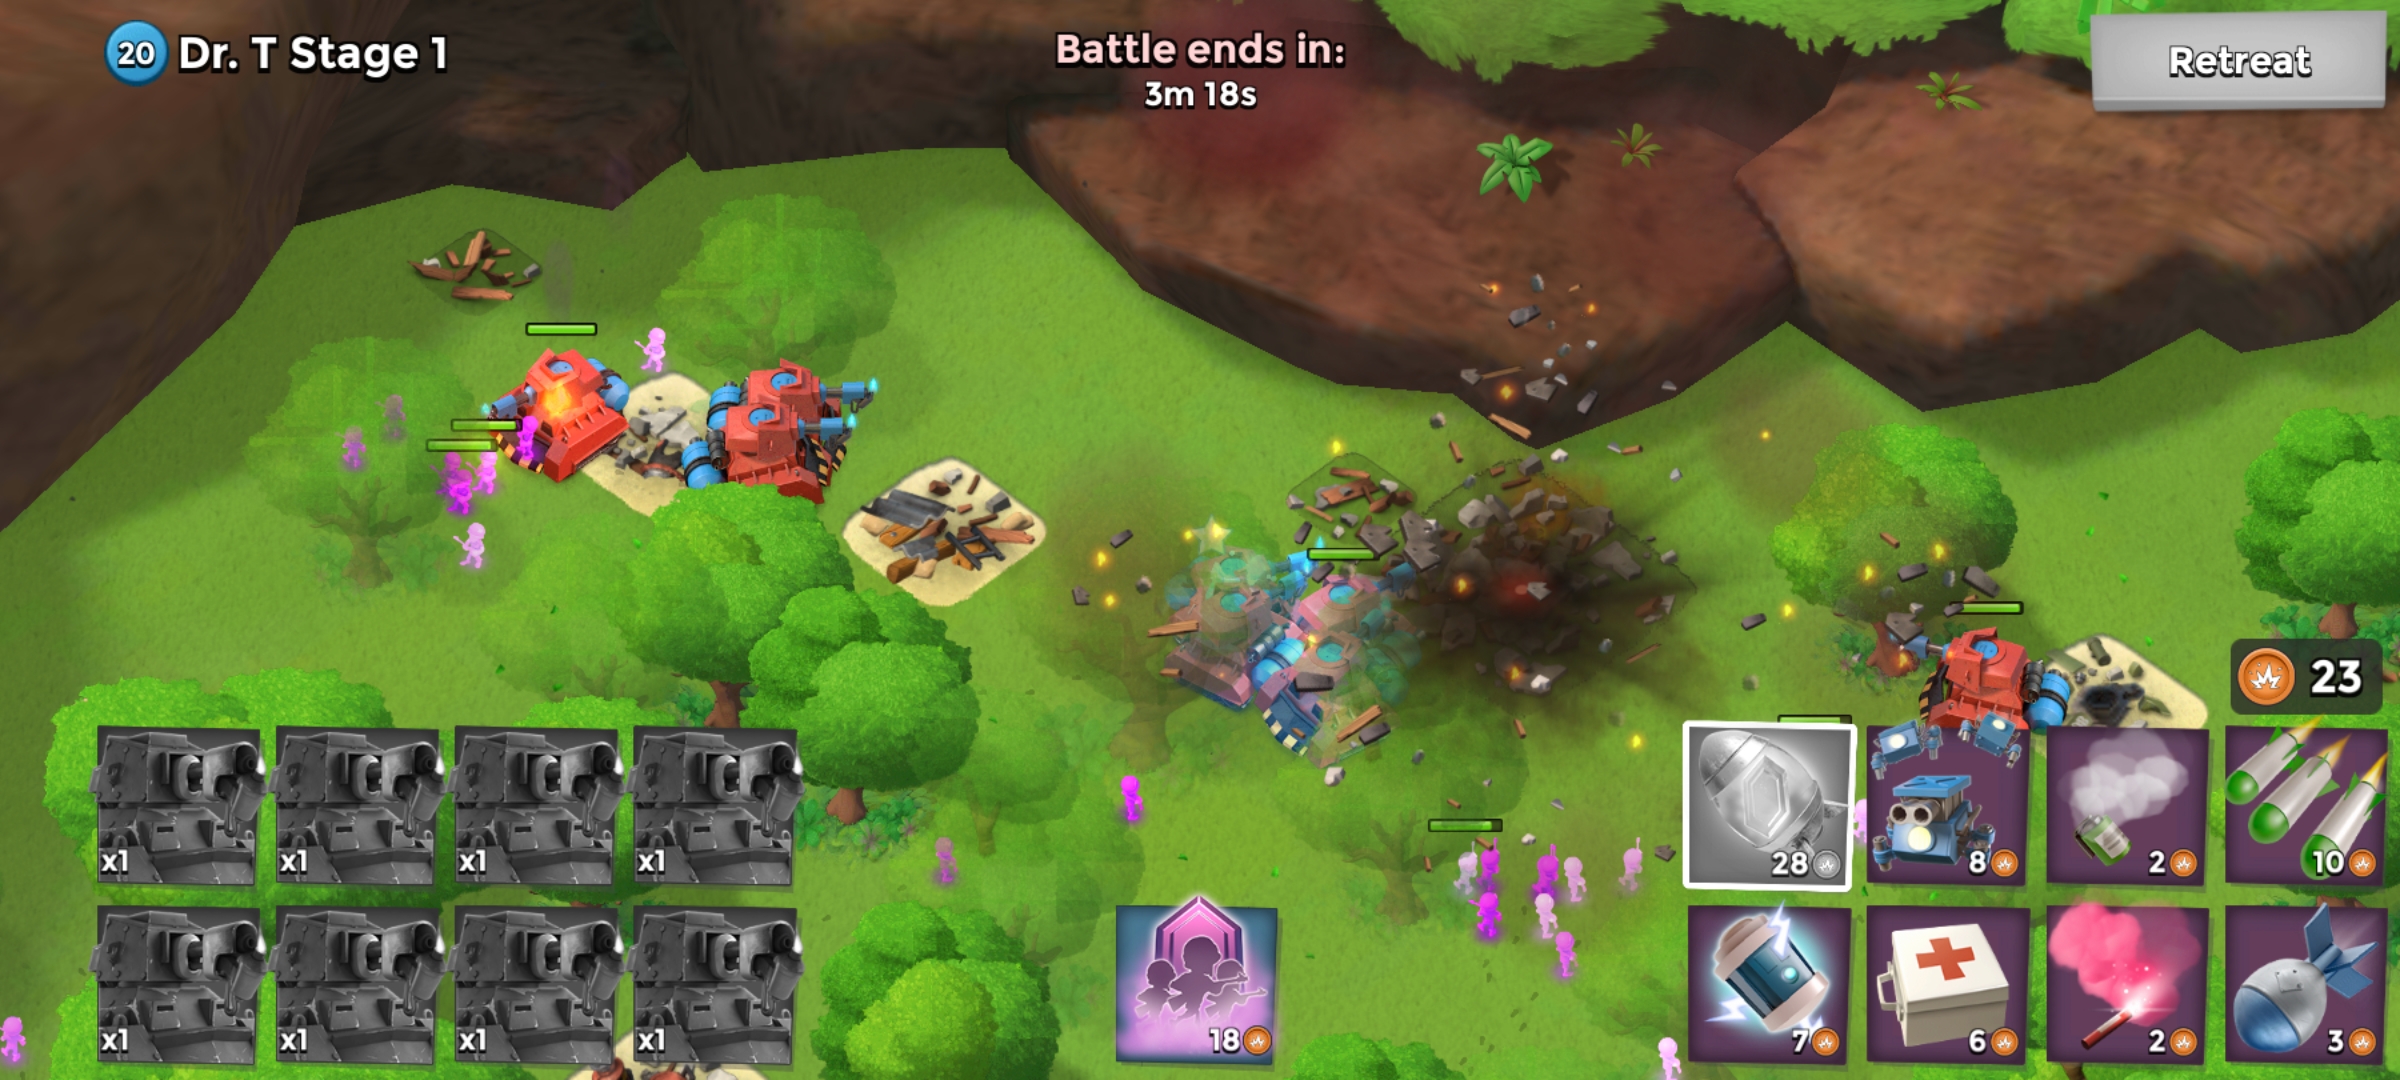 20 Dr. T Stage 1
Battle ends in:
3m 18s
Retreat
23
x1 x1 x1 x1
28 8 2 10
x1 x1 x1 x1
18
7 6 2 3